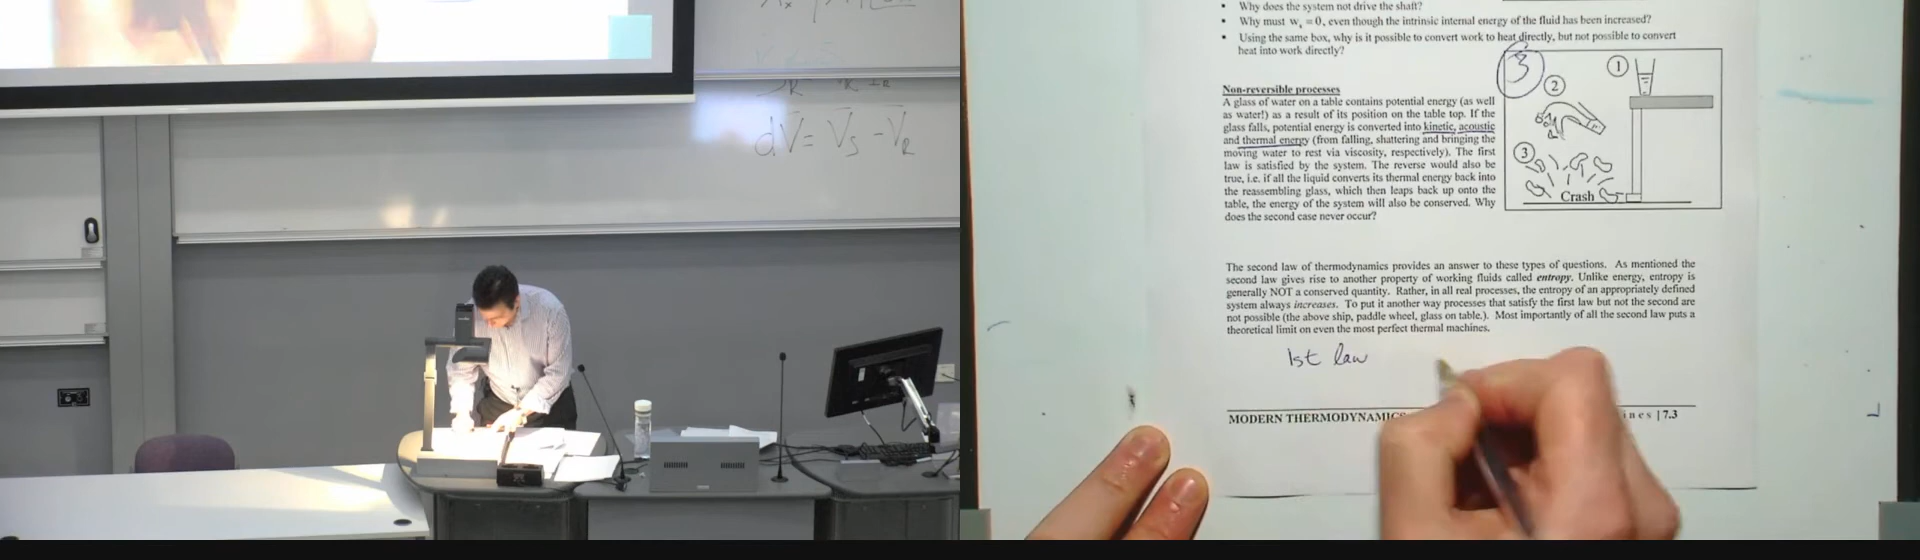 dV = Vs - VR
• Why does the system not drive the shaft?
• Why must ws = 0, even though the intrinsic internal energy of the fluid has been increased?
• Using the same box, why is it possible to convert work to heat directly, but not possible to convert
heat into work directly?
3
1
2
3
Crash
Non-reversible processes
A glass of water on a table contains potential energy (as well
as water!) as a result of its position on the table top. If the
glass falls, potential energy is converted into kinetic, acoustic
and thermal energy (from falling, shattering and bringing the
moving water to rest via viscosity, respectively). The first
law is satisfied by the system. The reverse would also be
true, i.e. if all the liquid converts its thermal energy back into
the reassembling glass, which then leaps back up onto the
table, the energy of the system will also be conserved. Why
does the second case never occur?
The second law of thermodynamics provides an answer to these types of questions. As mentioned the
second law gives rise to another property of working fluids called entropy. Unlike energy, entropy is
generally NOT a conserved quantity. Rather, in all real processes, the entropy of an appropriately defined
system always increases. To put it another way processes that satisfy the first law but not the second are
not possible (the above ship, paddle wheel, glass on table.). Most importantly of all the second law puts a
theoretical limit on even the most perfect thermal machines.
1st law
MODERN THERMODYNAMICS ines | 7.3